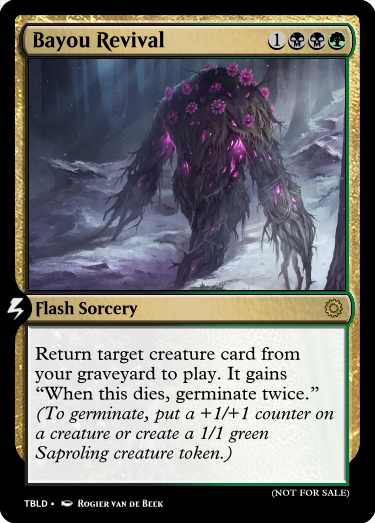 Bayou Revival 1
Flash Sorcery
Return target creature card from
your graveyard to play. It gains
“When this dies, germinate twice.”
(To germinate, put a +1/+1 counter on
a creature or create a 1/1 green
Saproling creature token.)
(NOT FOR SALE)
TBLD • Rogier van de Beek